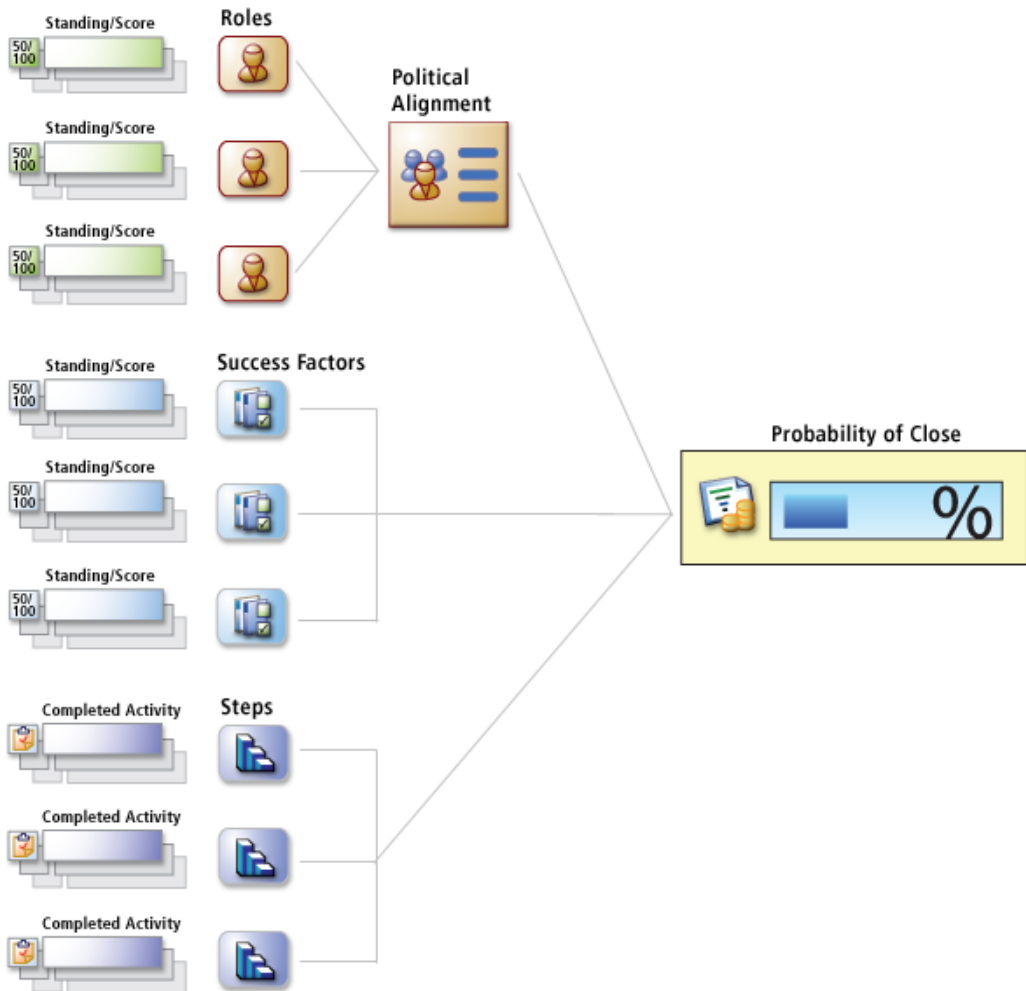 Standing/Score
Roles
50/
100
Political
Alignment
Standing/Score
50/
100
Standing/Score
50/
100
Standing/Score
Success Factors
50/
100
Probability of Close
%
Standing/Score
50/
100
Standing/Score
50/
100
Completed Activity
Steps
Completed Activity
Completed Activity